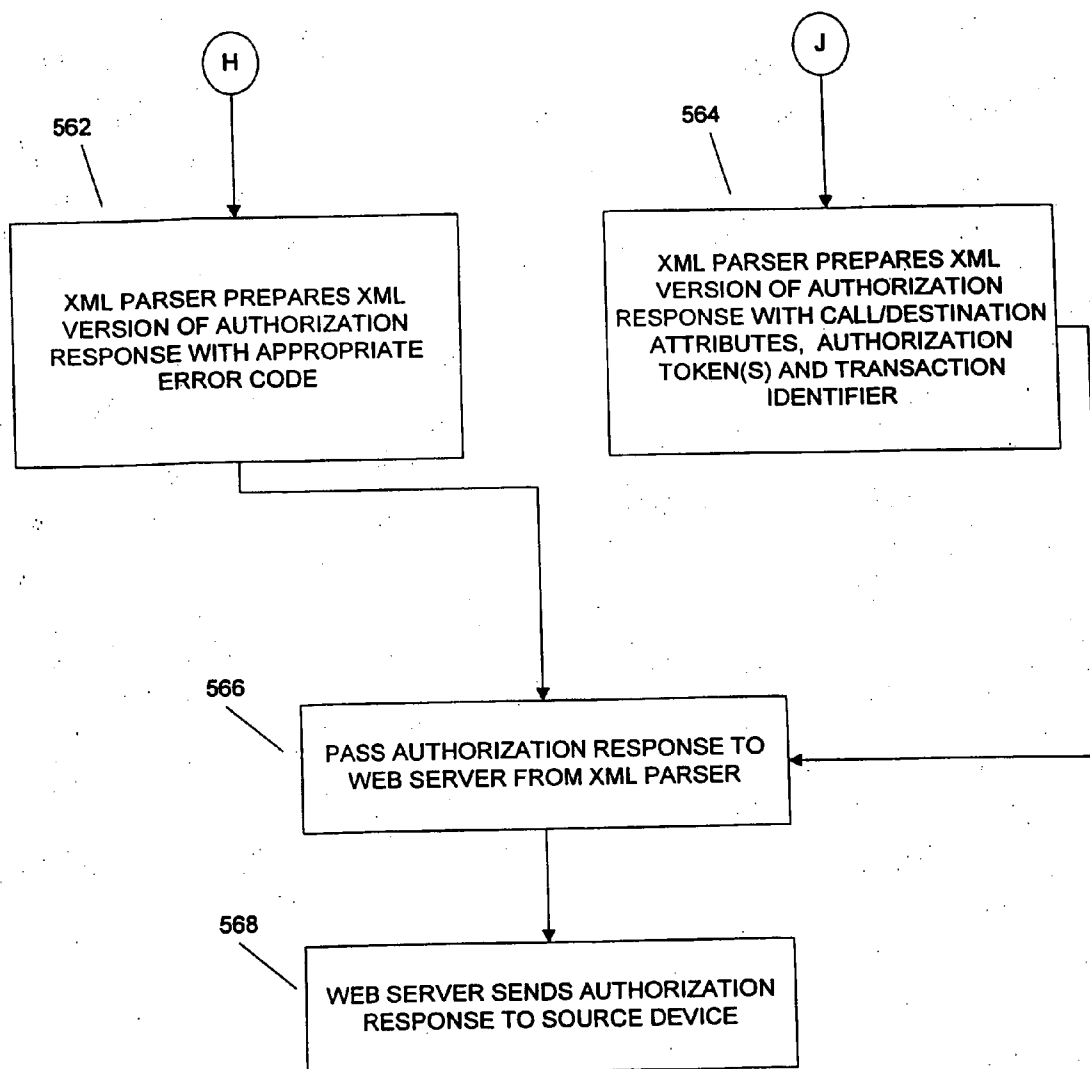 H
J
562
564
XML PARSER PREPARES XML
VERSION OF AUTHORIZATION
RESPONSE WITH APPROPRIATE
ERROR CODE
XML PARSER PREPARES XML
VERSION OF AUTHORIZATION
RESPONSE WITH CALL/DESTINATION
ATTRIBUTES, AUTHORIZATION
TOKEN(S) AND TRANSACTION
IDENTIFIER
566
PASS AUTHORIZATION RESPONSE TO
WEB SERVER FROM XML PARSER
568
WEB SERVER SENDS AUTHORIZATION
RESPONSE TO SOURCE DEVICE